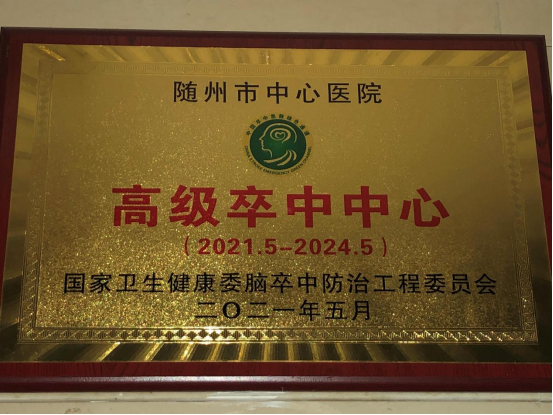 随州市中心医院
高级卒中中心
(2021.5-2024.5)
国家卫生健康委脑卒中防治工程委员会
二〇二一年五月